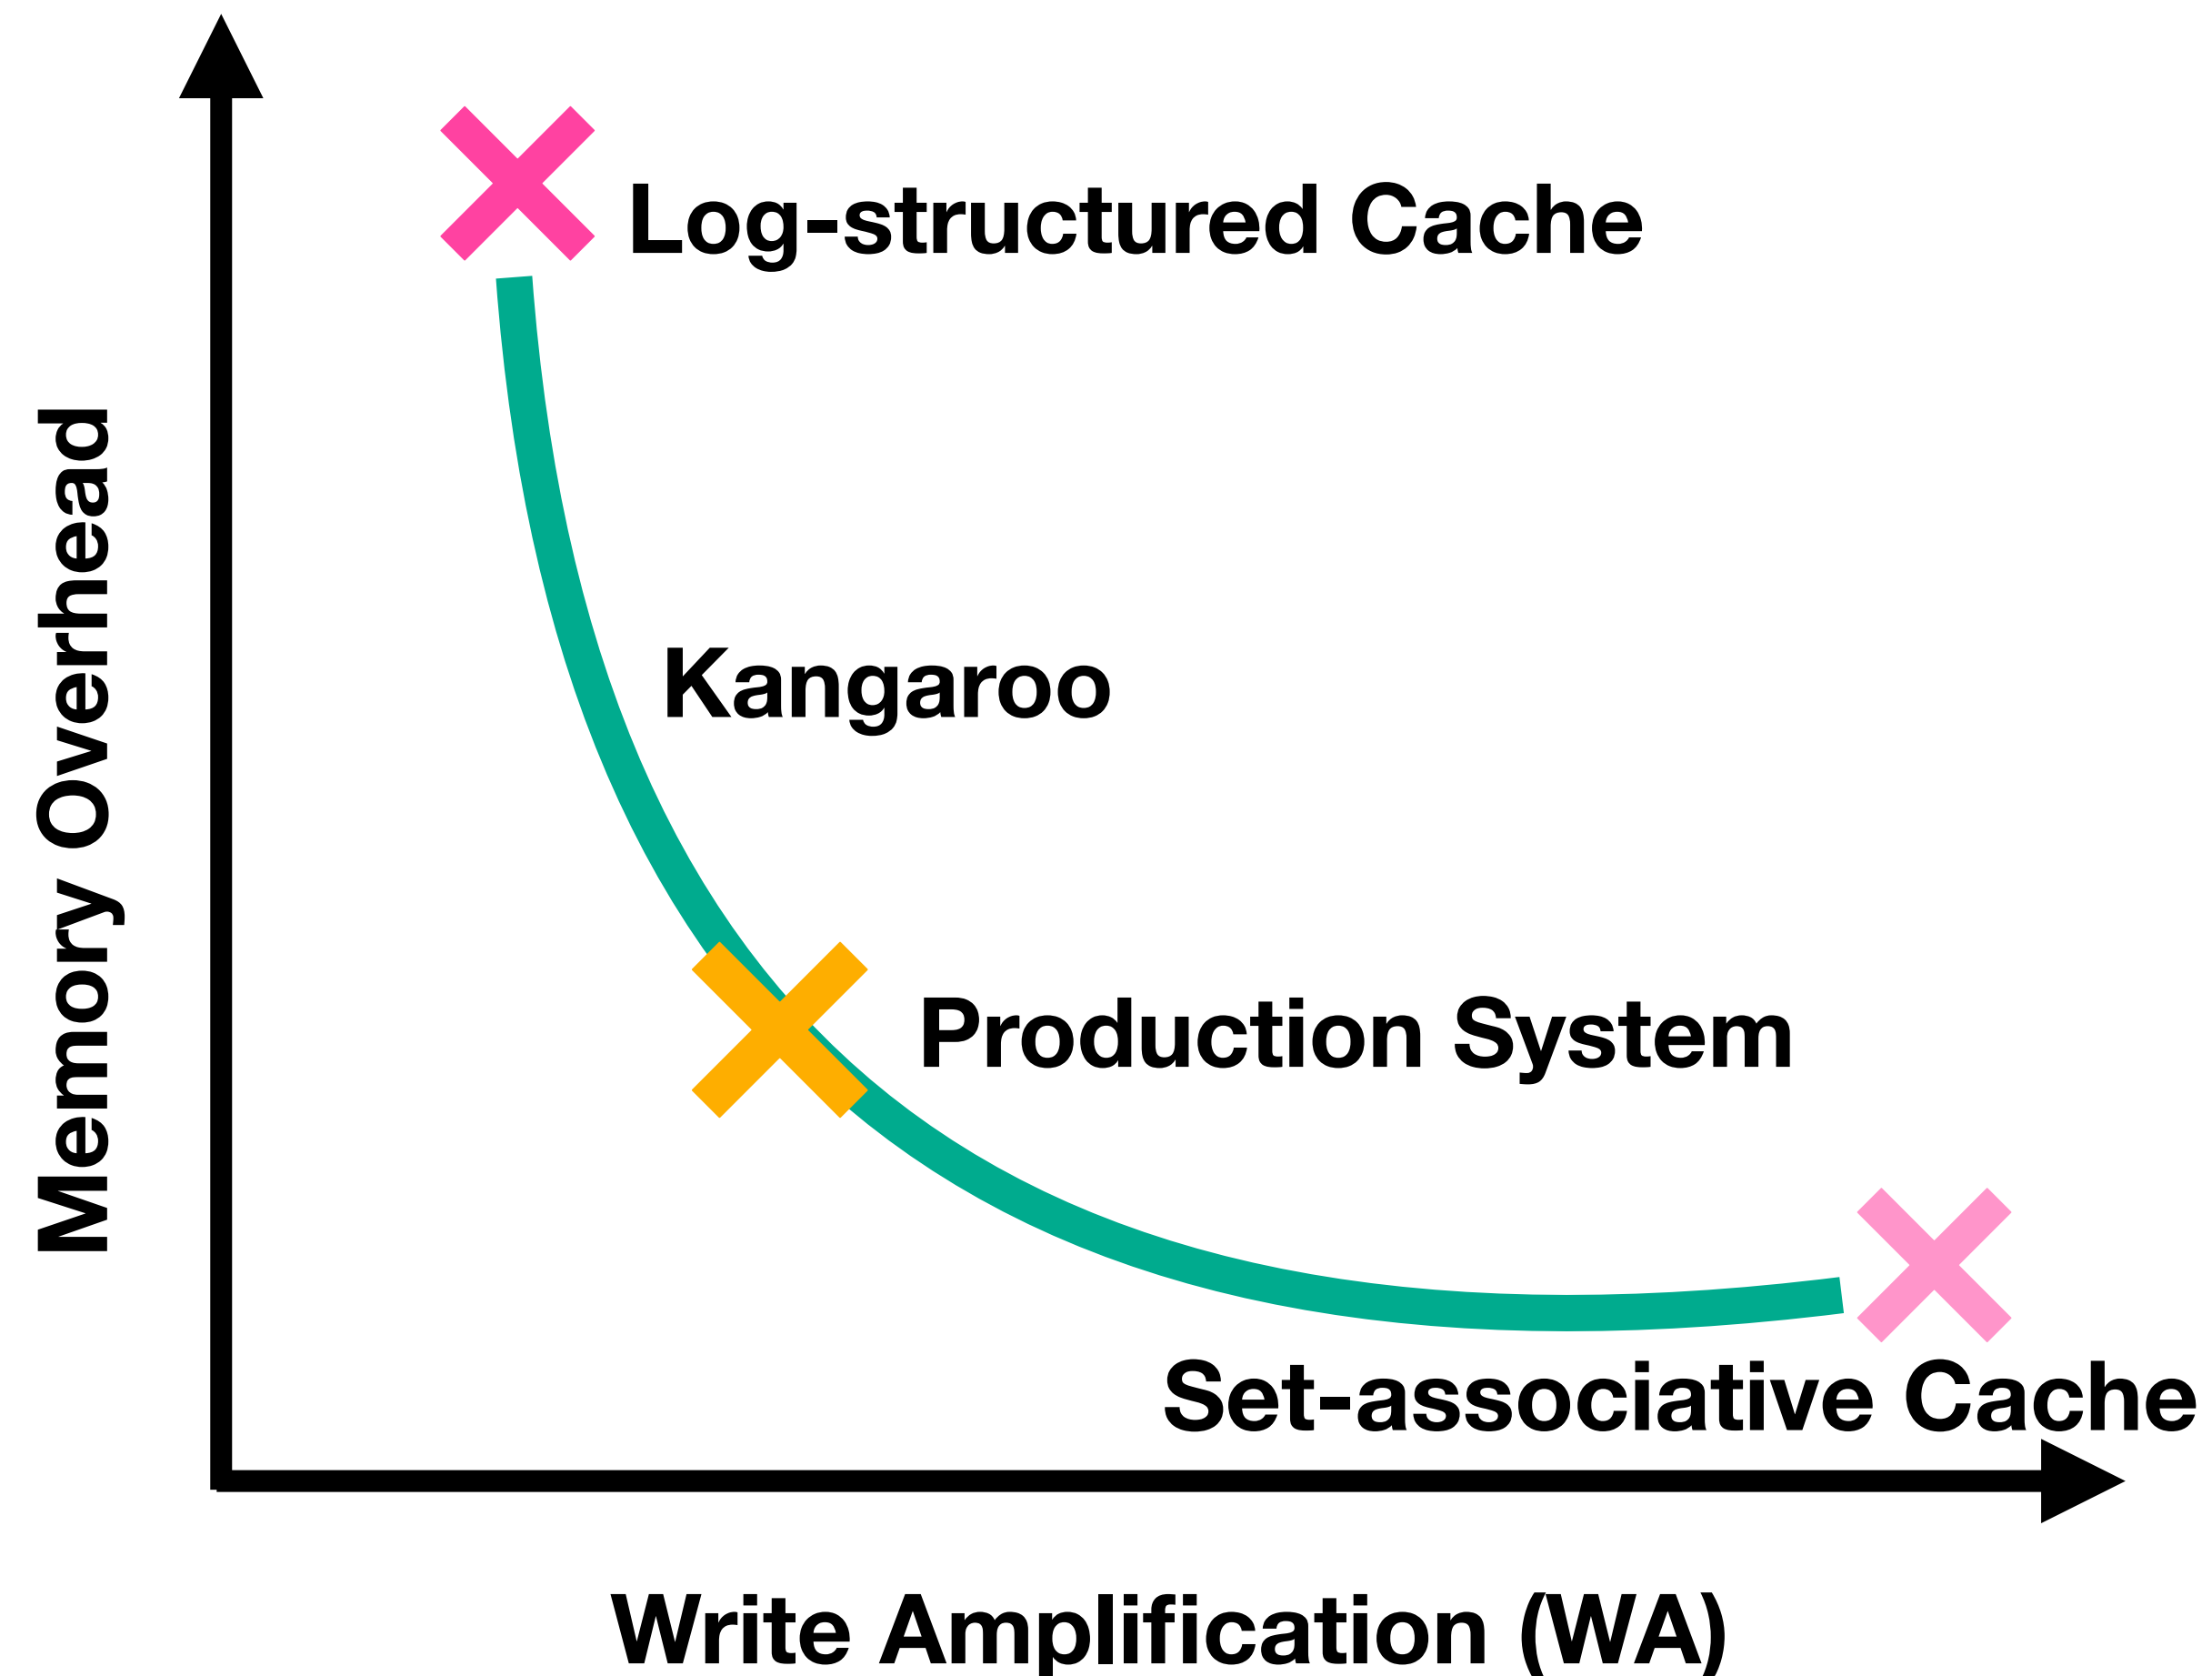 Memory Overhead
Log-structured Cache
Kangaroo
Production System
Set-associative Cache
Write Amplification (WA)